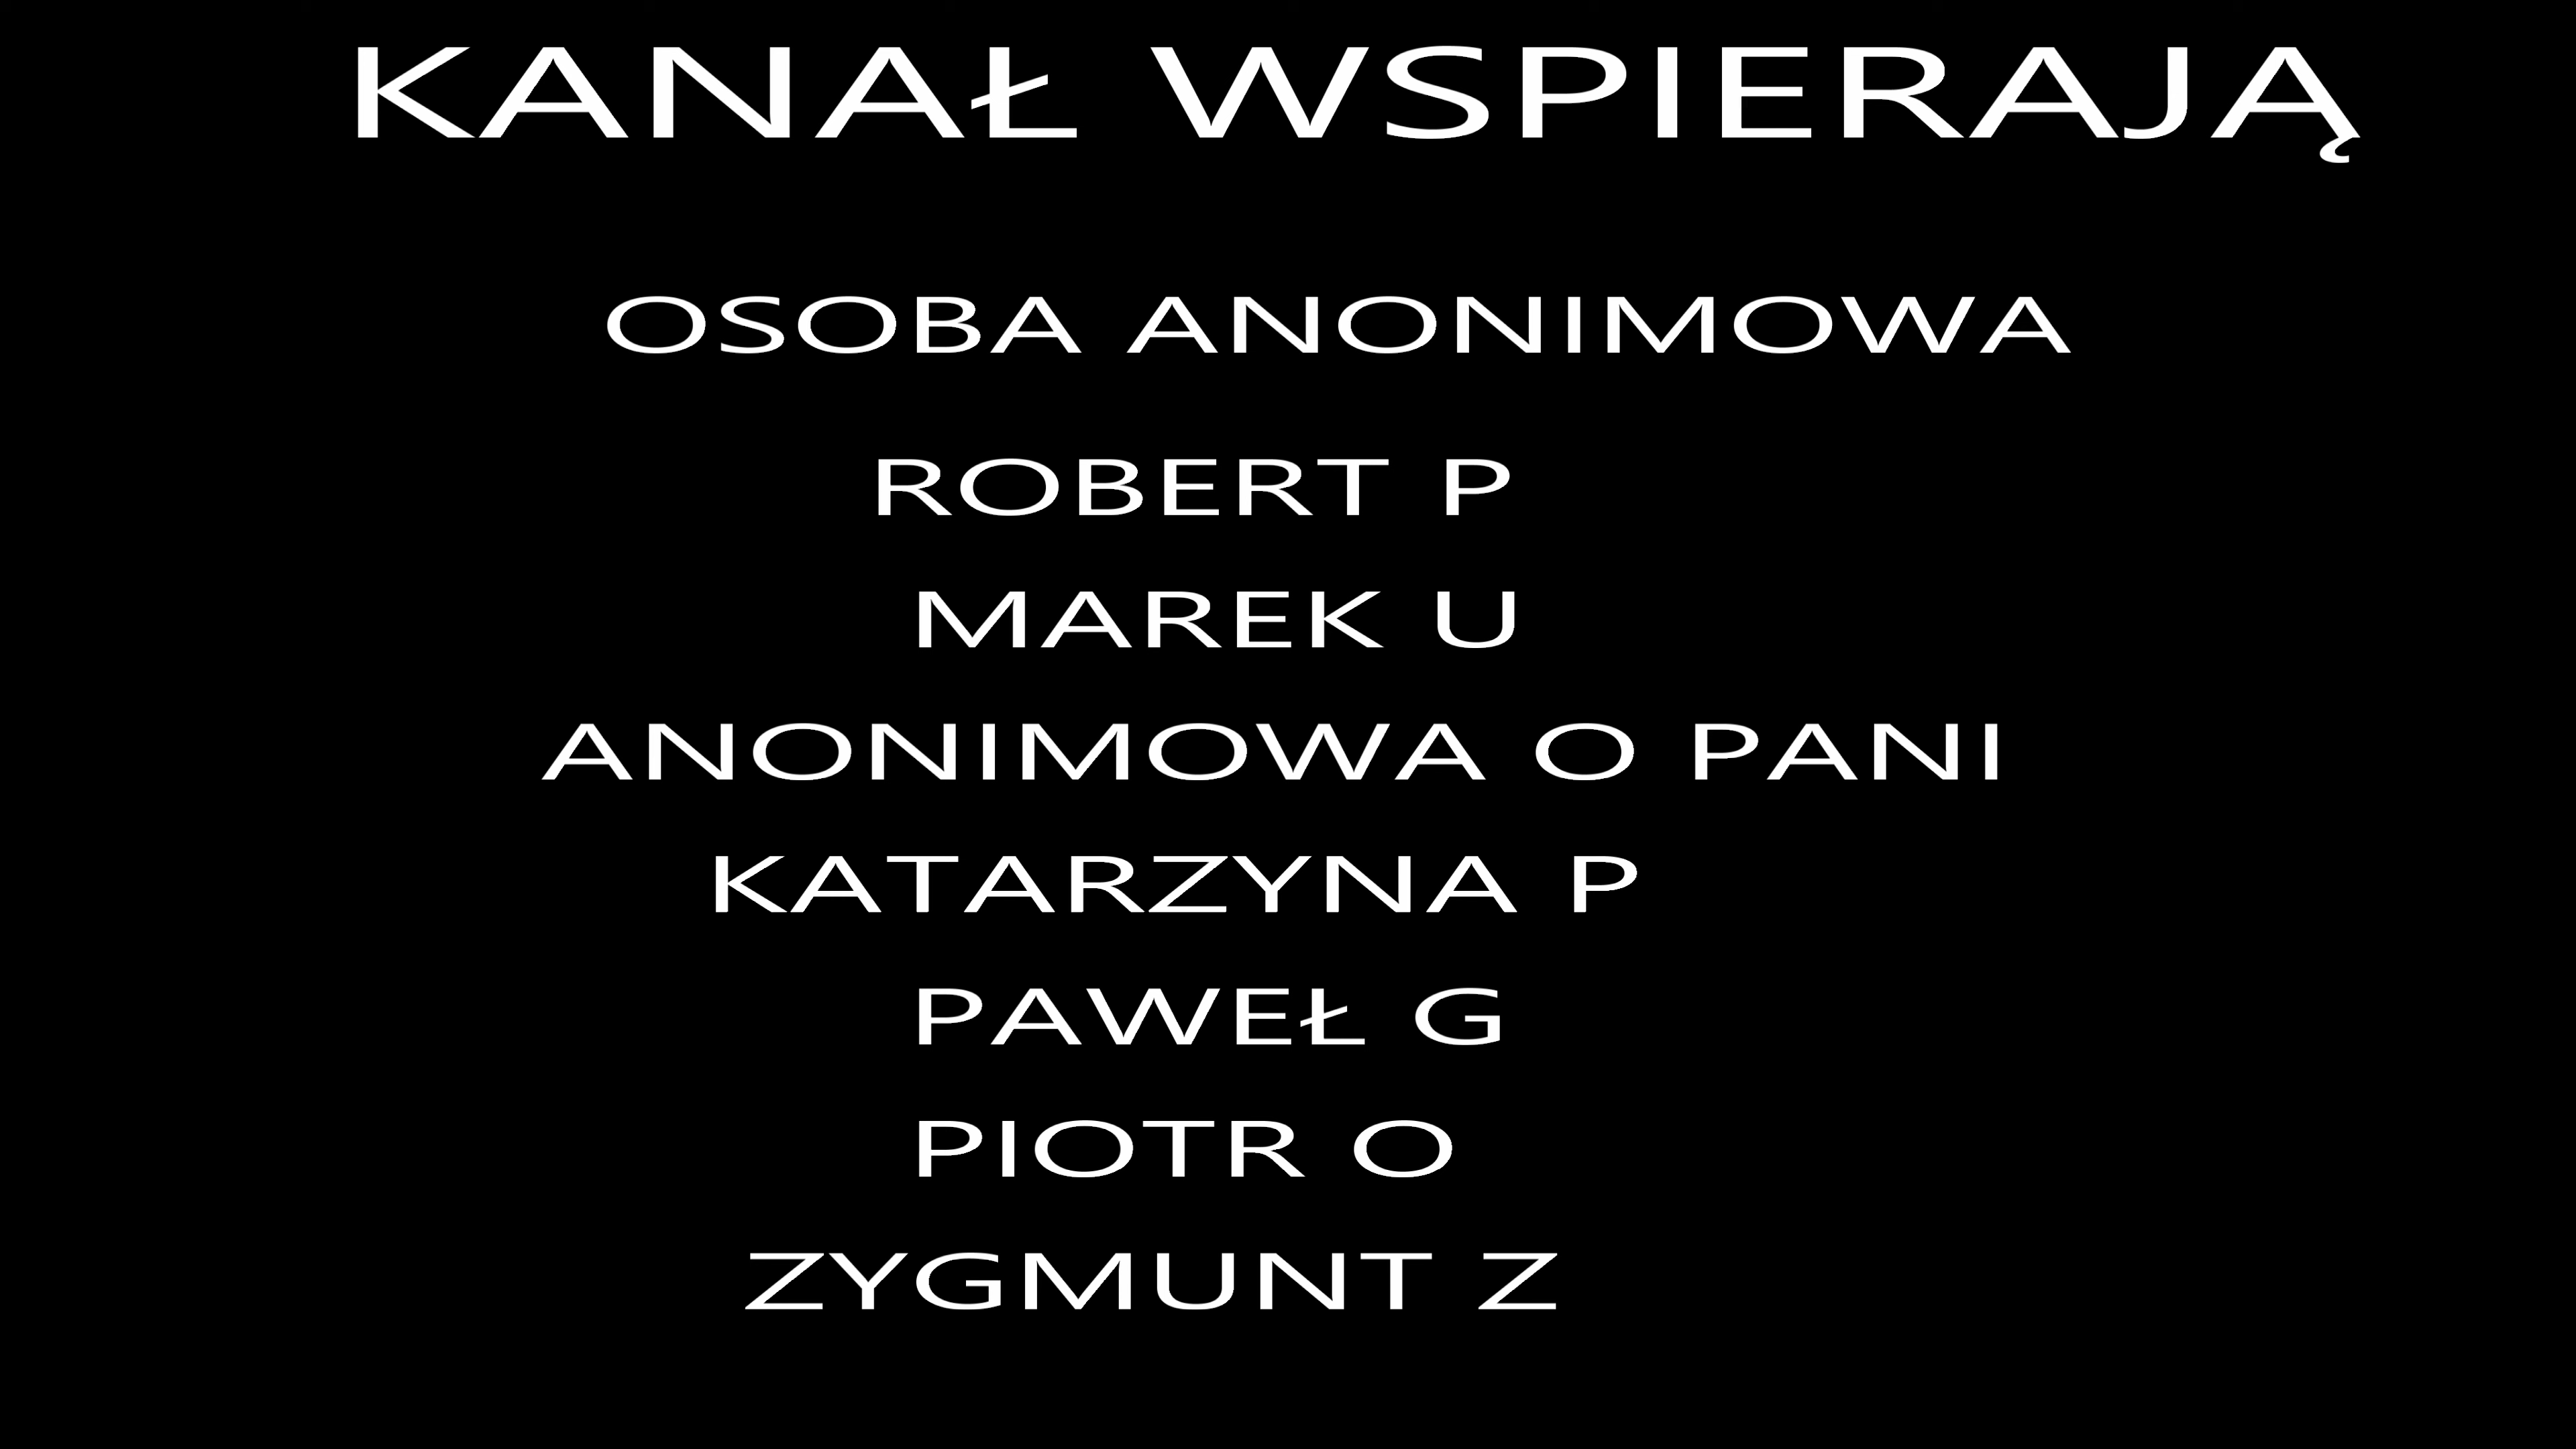 KANAŁ WSPIERAJĄ
OSOBA ANONIMOWA
ROBERT P
MAREK U
ANONIMOWA O PANI
KATARZYNA P
PAWEŁ G
PIOTR O
ZYGMUNT Z